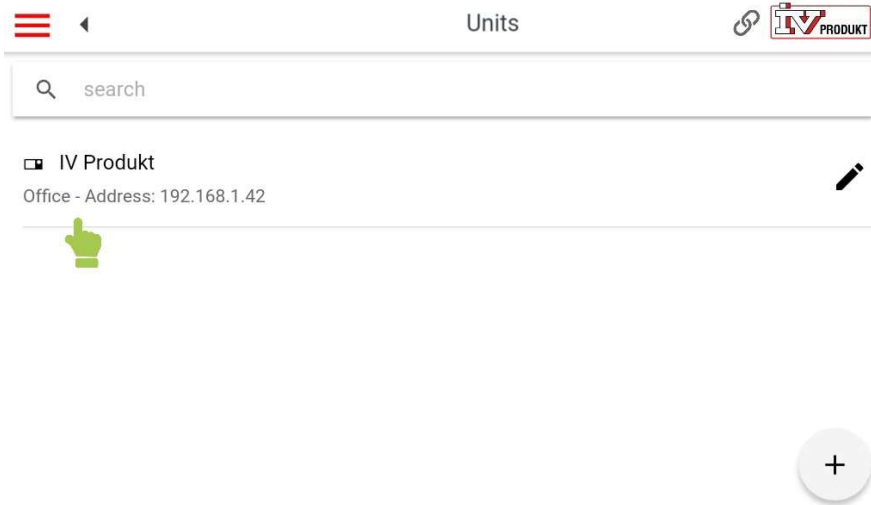 Units
IV PRODUKT
search
IV Produkt
Office - Address: 192.168.1.42